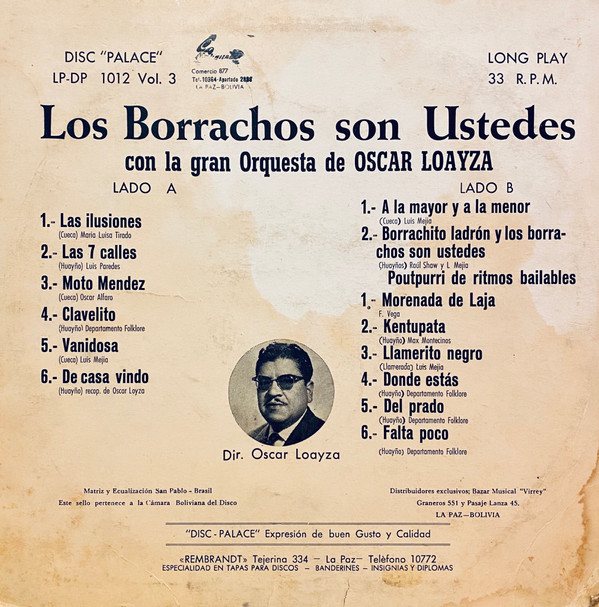 DISC "PALACE"
LP-DP 1012 Vol. 3
Comercio 877
Tel. 10364-Apartado
LA PAZ-BOLIVIA
LONG PLAY
33 R.P.M.
Los Borrachos son Ustedes
con la gran Orquesta de OSCAR LOAYZA
LADO A
1.- Las ilusiones
(Cueca) Maria Luisa Tirado
2.- Las 7 calles
(Huayño) Luis Paredes
3.- Moto Mendez
(Cueca) Oscar Alfaro
4.- Clavelito
(Huayño) Departamento Folklore
5.- Vanidosa
(Cueca) Luis Mejia
6.- De casa vindo
(Huayño) recop. de Oscar Loyza
LADO B
1.- A la mayor y a la menor
(Cueca) Luis Mejia
2.- Borrachito ladrón y los borra-
chos son ustedes
(Huayños) Raúl Shaw y L. Mejia
Poutpurri de ritmos bailables
1.- Morenada de Laja
F. Vega
2.- Kentupata
(Huayño) Max Montecinos
3.- Llamerito negro
(Llamerada) Luis Mejia
4.- Donde estás
(Huayño) Departamento Folklore
5.- Del prado
(Huayño) Departamento Folklore
6.- Falta poco
(Huayño) Departamento Folklore
Dir. Oscar Loayza
Matriz y Ecualización San Pablo - Brasil
Este sello pertenece a la Cámara Boliviana del Disco
Distribuidores exclusivos; Bazar Musical "Virrey"
Graneros 551 y Pasaje Lanza 45.
LA PAZ-BOLIVIA
"DISC-PALACE" Expresión de buen Gusto y Calidad
«REMBRANDT» Tejerina 334 — La Paz— Telèfono 10772
ESPECIALIDAD EN TAPAS PARA DISCOS — BANDERINES — INSIGNIAS Y DIPLOMAS